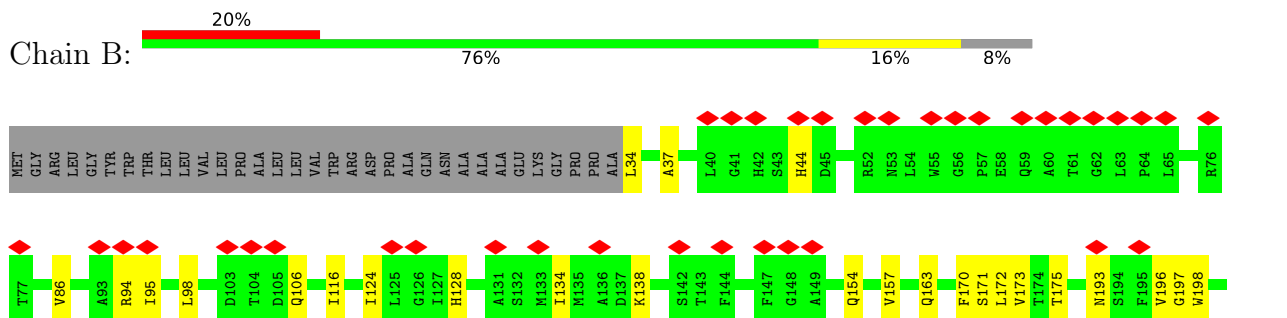 20%
Chain B:
76% 16% 8%
MET GLY ARG LEU GLY TYR TRP THR LEU LEU VAL LEU PRO ALA LEU LEU VAL TRP ARG ASP PRO ALA GLN ASN ALA ALA ALA GLU LYS GLY PRO PRO ALA L34 A37 L40 G41 H42 S43 H44 D45 R52 N53 L54 W55 G56 P57 E58 Q59 A60 T61 G62 L63 P64 L65 R76
T77 V86 A93 R94 I95 L98 D103 T104 D105 Q106 I116 I124 L125 G126 I127 H128 A131 S132 M133 I134 M135 A136 D137 K138 S142 T143 F144 F147 G148 A149 Q154 V157 Q163 F170 S171 L172 V173 T174 T175 N193 S194 F195 V196 G197 W198